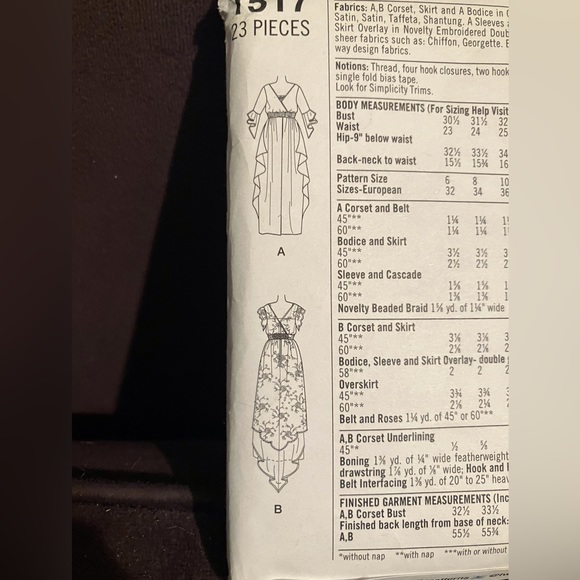 1517
23 PIECES
Fabrics: A,B Corset, Skirt and A Bodice in
Satin, Satin, Taffeta, Shantung. A Sleeves
Skirt Overlay in Novelty Embroidered Doub
sheer fabrics such as: Chiffon, Georgette.
way design fabrics.
Notions: Thread, four hook closures, two hook
single fold bias tape.
Look for Simplicity Trims.
BODY MEASUREMENTS (For Sizing Help Visit
Bust 30½ 31½ 32
Waist 23 24 25
Hip-9" below waist
32½ 33½ 34
Back-neck to waist 15½ 15¾ 16
Pattern Size 6 8 10
Sizes-European 32 34 36
A Corset and Belt
45"** 1¼ 1¼
60"** 1¼ 1¼
Bodice and Skirt
45"** 3½ 3½ 3
60"** 2½ 2½ 2
Sleeve and Cascade
45"** 1⅝ 1⅝ 1
60"** 1⅜ 1⅜ 1
Novelty Beaded Braid 1⅝ yd. of 1¼" wide
A
B Corset and Skirt
45"** 3⅛ 3⅛ 3
60"** 2⅛ 2⅛ 2
Bodice, Sleeve and Skirt Overlay- double
58"** 2 2 2
Overskirt
45"** 3¾ 3¾
60"** 2⅛ 2¼
Belt and Roses 1¼ yd. of 45" or 60"**
A,B Corset Underlining
45"* ½ ⅝
Boning 1⅜ yd. of ¼" wide featherweight
drawstring 1⅞ yd. of ⅛" wide; Hook and
Belt Interfacing 1⅜ yd. of 20" to 25" hea
B
FINISHED GARMENT MEASUREMENTS (Inc
A,B Corset Bust 32½ 33½
Finished back length from base of neck:
A,B 55½ 55¾
*without nap **with nap ***with or without